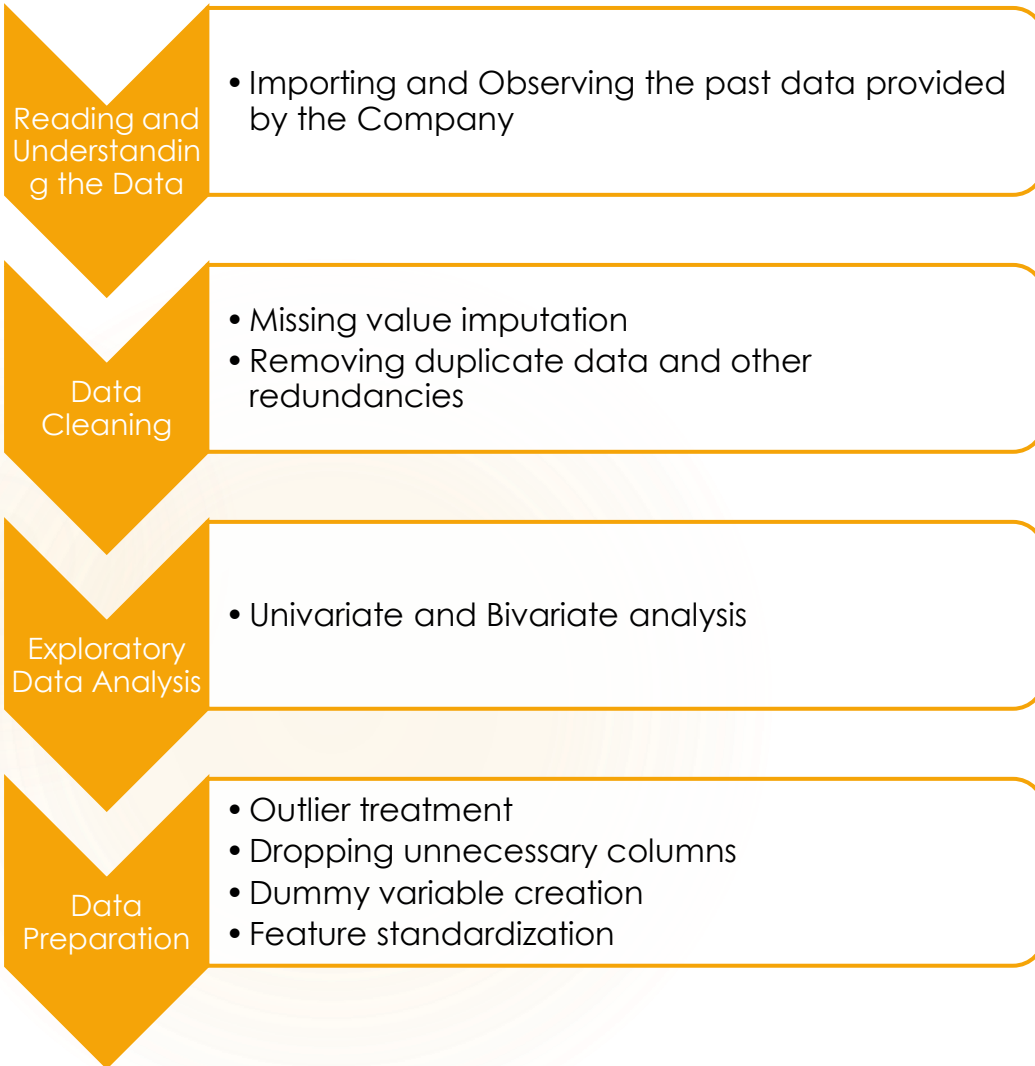 Reading and
Understandin
g the Data
• Importing and Observing the past data provided
by the Company
Data
Cleaning
• Missing value imputation
• Removing duplicate data and other
redundancies
Exploratory
Data Analysis
• Univariate and Bivariate analysis
Data
Preparation
• Outlier treatment
• Dropping unnecessary columns
• Dummy variable creation
• Feature standardization